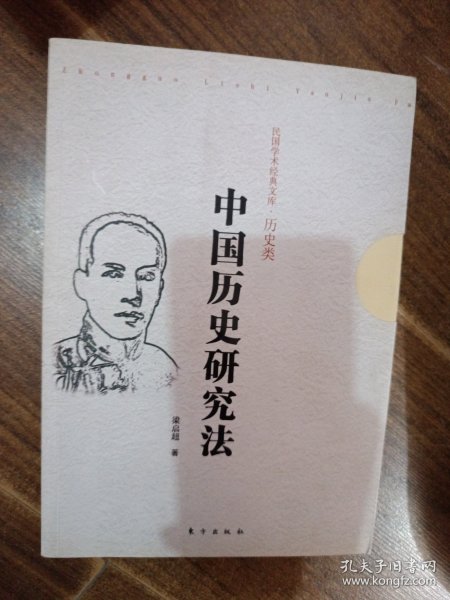 Zhongguo Lishi Yanjiu Fa
民国学术经典文库·历史类
中国历史研究法
梁启超 著
东方出版社
孔夫子旧书网
www.kongfz.com